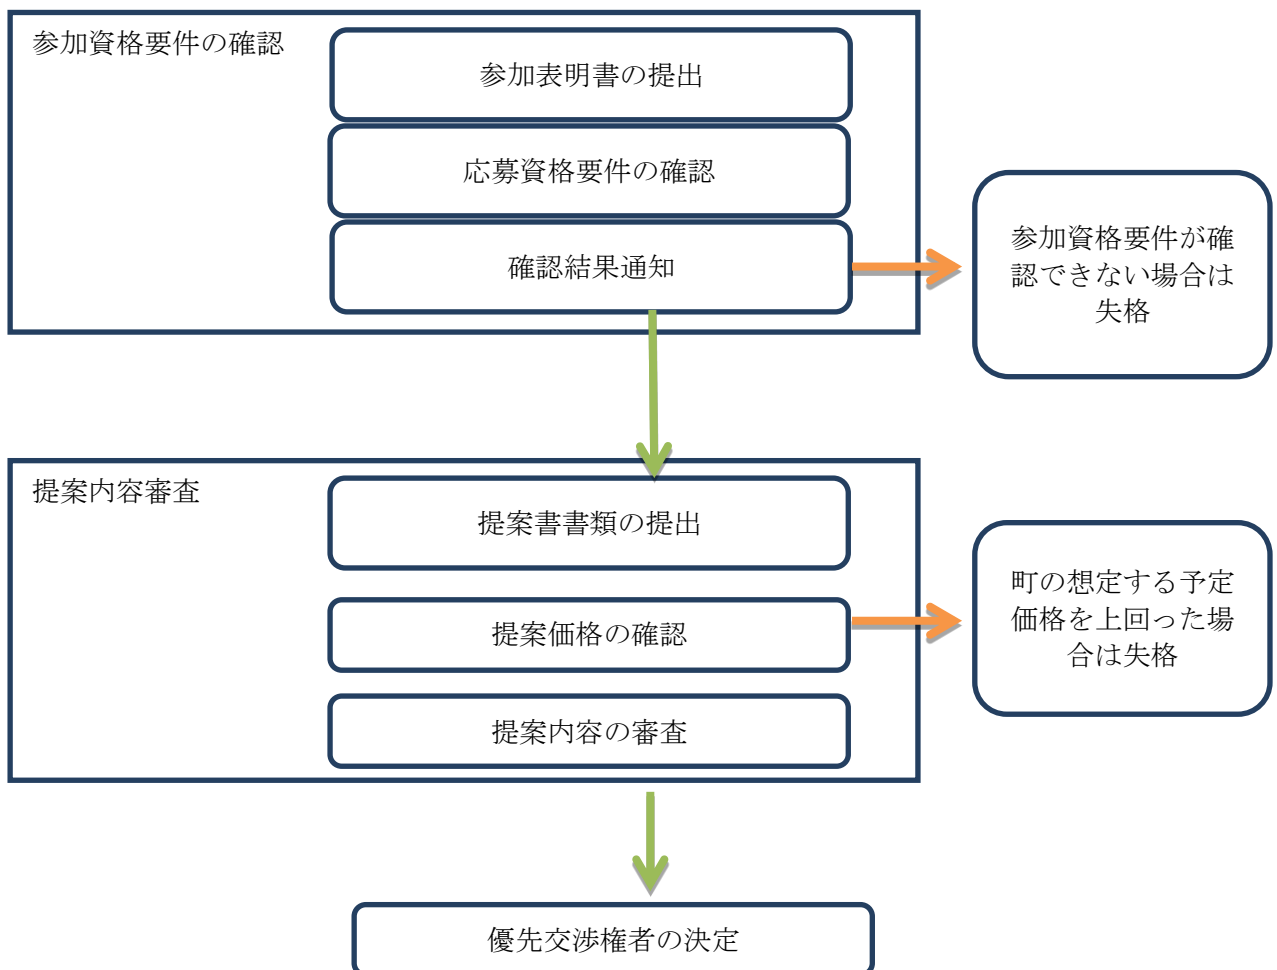 参加資格要件の確認
参加表明書の提出
応募資格要件の確認
確認結果通知
参加資格要件が確
認できない場合は
失格
提案内容審査
提案書書類の提出
提案価格の確認
町の想定する予定
価格を上回った場
合は失格
提案内容の審査
優先交渉権者の決定